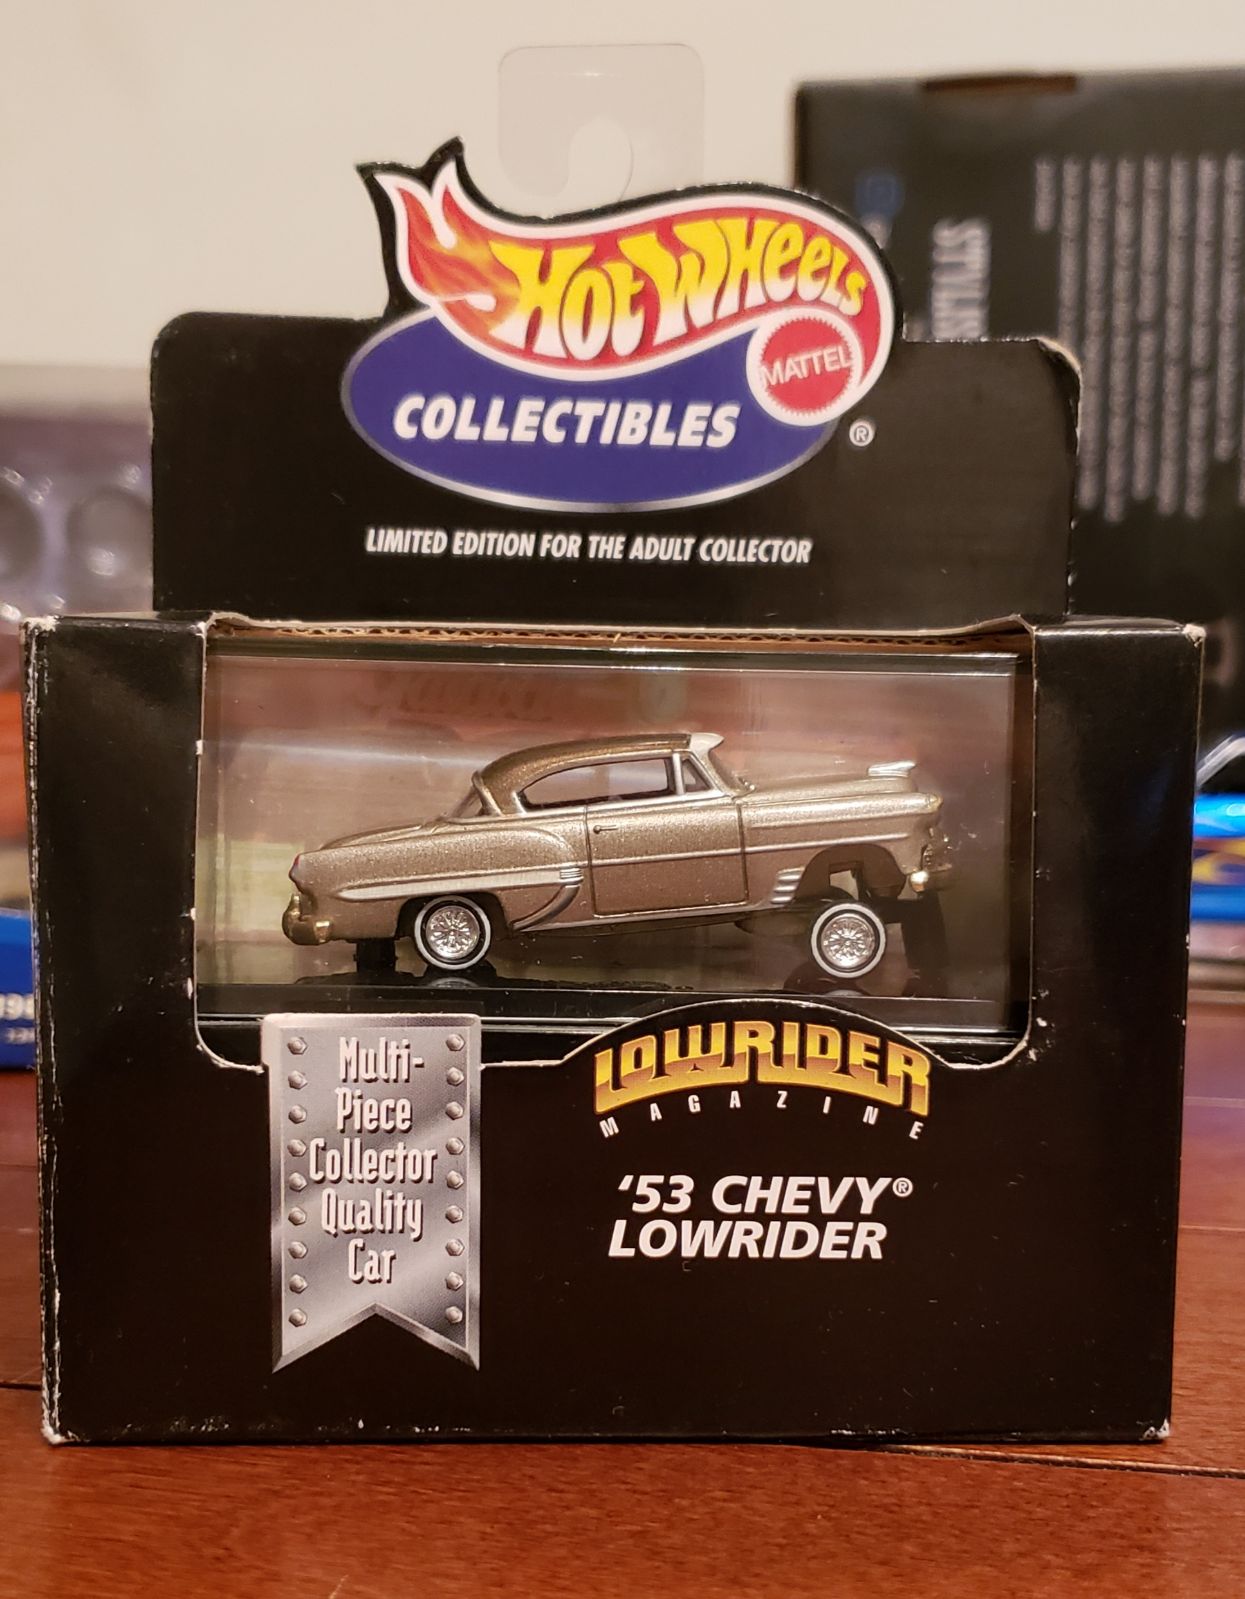 HOT WHEELS
MATTEL
COLLECTIBLES
®
LIMITED EDITION FOR THE ADULT COLLECTOR
Multi-
Piece
Collector
Quality
Car
LOWRIDER
MAGAZINE
'53 CHEVY®
LOWRIDER